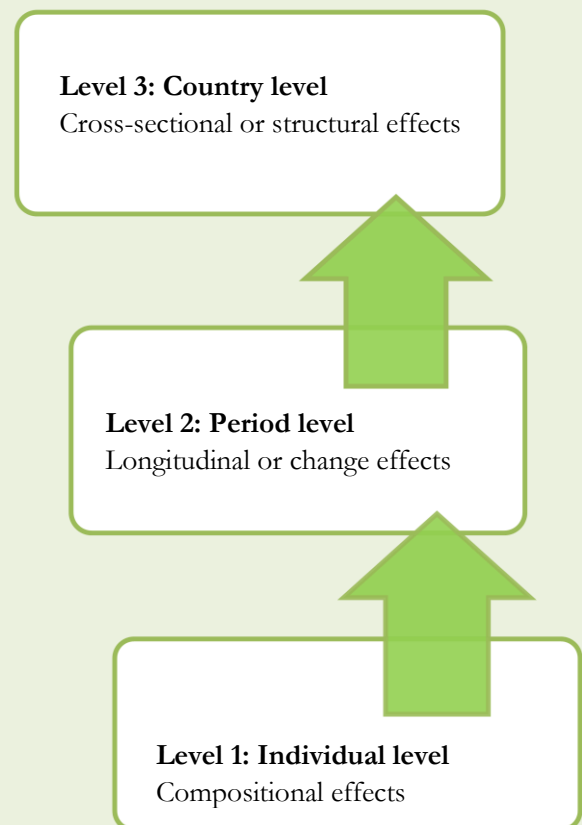 Level 3: Country level
Cross-sectional or structural effects
Level 2: Period level
Longitudinal or change effects
Level 1: Individual level
Compositional effects